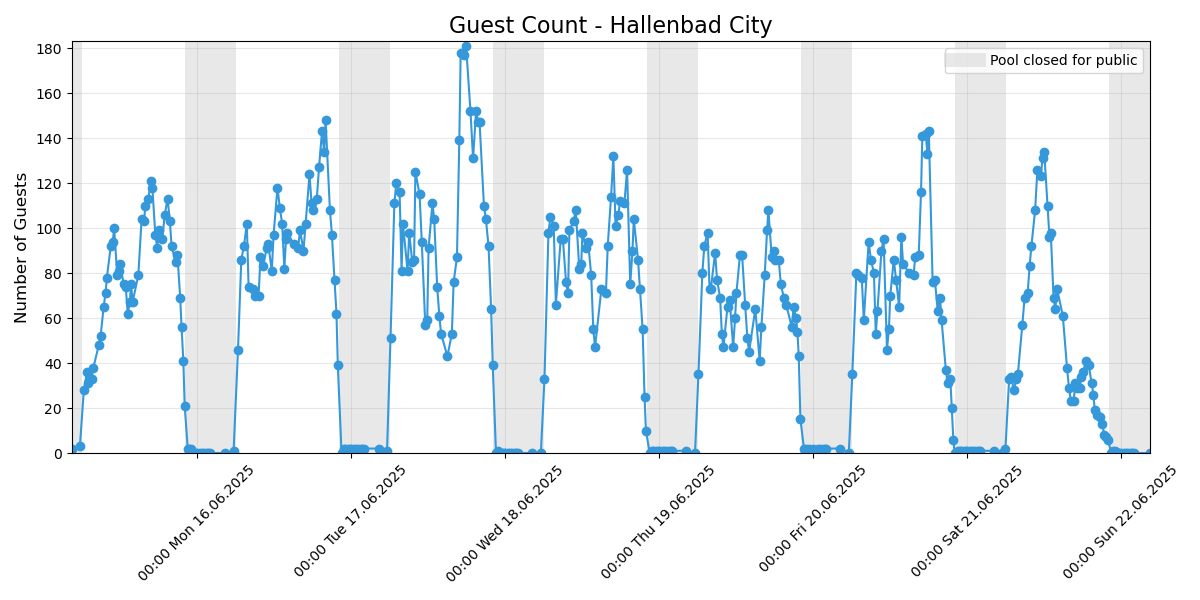 Guest Count - Hallenbad City
Pool closed for public
Number of Guests
180
160
140
120
100
80
60
40
20
0
00:00 Mon 16.06.2025
00:00 Tue 17.06.2025
00:00 Wed 18.06.2025
00:00 Thu 19.06.2025
00:00 Fri 20.06.2025
00:00 Sat 21.06.2025
00:00 Sun 22.06.2025